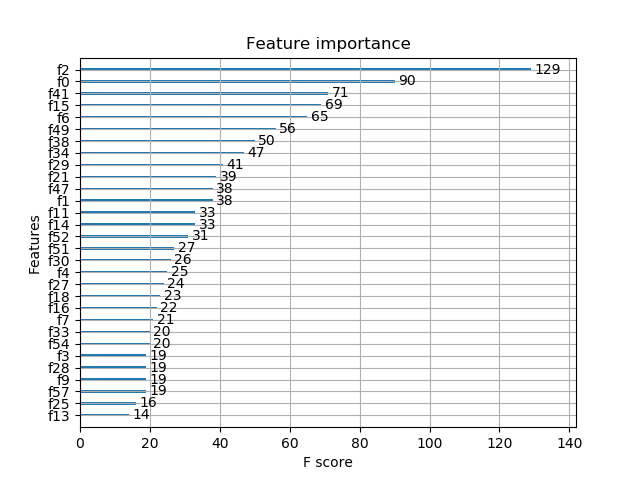 Feature importance
f2 129
f0 90
f41 71
f15 69
f6 65
f49 56
f38 50
f34 47
f29 41
f21 39
f47 38
f1 38
f11 33
f14 33
f52 31
f51 27
f30 26
f4 25
f27 24
f18 23
f16 22
f7 21
f33 20
f54 20
f3 19
f28 19
f9 19
f57 19
f25 16
f13 14
Features
0 20 40 60 80 100 120 140
F score